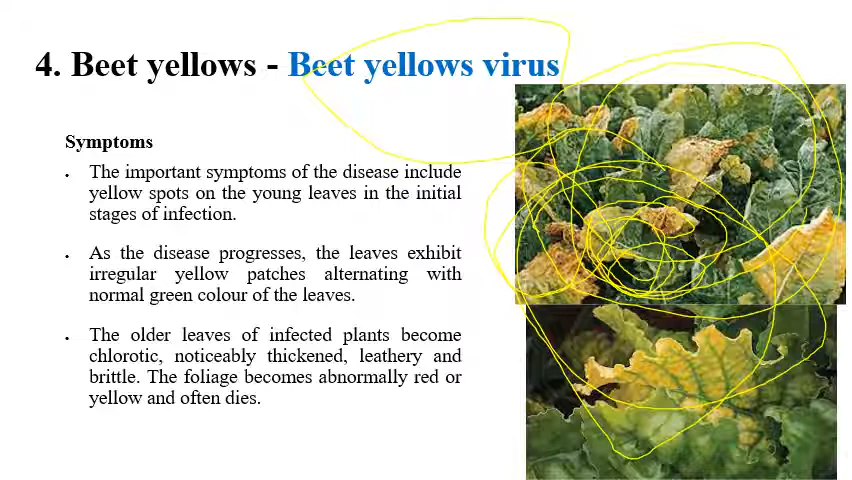 4. Beet yellows - Beet yellows virus
Symptoms
• The important symptoms of the disease include
yellow spots on the young leaves in the initial
stages of infection.
• As the disease progresses, the leaves exhibit
irregular yellow patches alternating with
normal green colour of the leaves.
• The older leaves of infected plants become
chlorotic, noticeably thickened, leathery and
brittle. The foliage becomes abnormally red or
yellow and often dies.